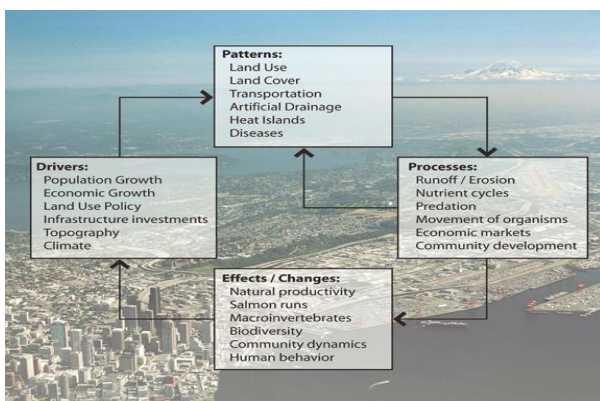 Patterns:
Land Use
Land Cover
Transportation
Artificial Drainage
Heat Islands
Diseases
Drivers:
Population Growth
Economic Growth
Land Use Policy
Infrastructure investments
Topography
Climate
Processes:
Runoff / Erosion
Nutrient cycles
Predation
Movement of organisms
Economic markets
Community development
Effects / Changes:
Natural productivity
Salmon runs
Macroinvertebrates
Biodiversity
Community dynamics
Human behavior